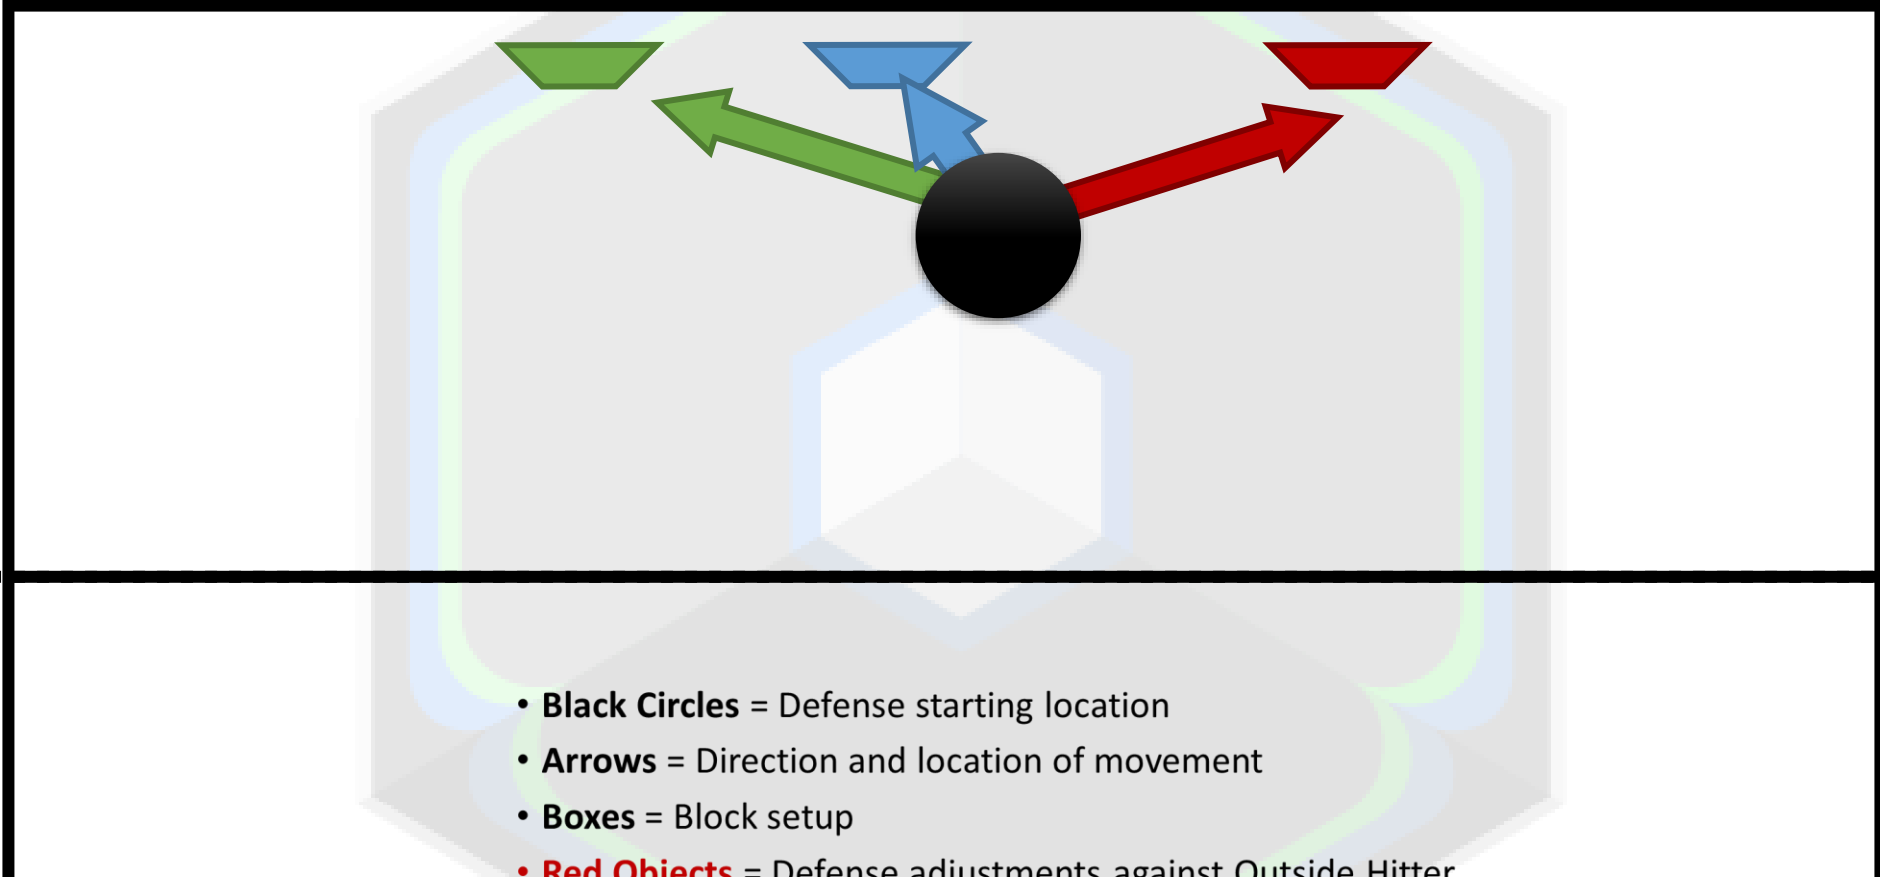 • Black Circles = Defense starting location
• Arrows = Direction and location of movement
• Boxes = Block setup
• Red Objects = Defense adjustments against Outside Hitter